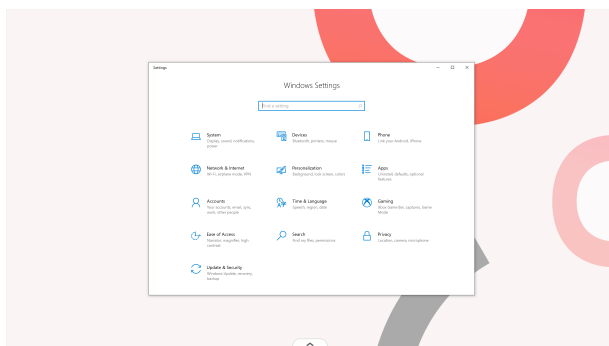 Settings
Windows Settings
Find a setting
System
Display, sound, notifications,
power
Devices
Bluetooth, printers, mouse
Phone
Link your Android, iPhone
Network & Internet
Wi-Fi, airplane mode, VPN
Personalization
Background, lock screen, colors
Apps
Uninstall, defaults, optional
features
Accounts
Your accounts, email, sync,
work, other people
Time & Language
Speech, region, date
Gaming
Xbox Game Bar, captures, Game
Mode
Ease of Access
Narrator, magnifier, high
contrast
Search
Find my files, permissions
Privacy
Location, camera, microphone
Update & Security
Windows Update, recovery,
backup